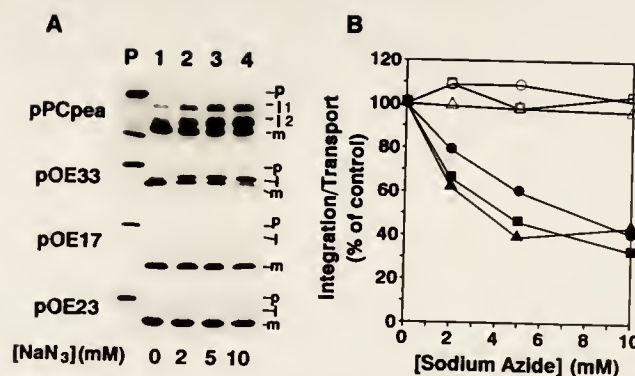 A
P 1 2 3 4
pPCpea
-p
-I1
-I2
-m
pOE33
-p
-I
-m
pOE17
-p
-I
-m
pOE23
-p
-I
-m
[NaN3](mM) 0 2 5 10
B
Integration/Transport
(% of control)
120
100
80
60
40
20
0
0 2 4 6 8 10
[Sodium Azide] (mM)